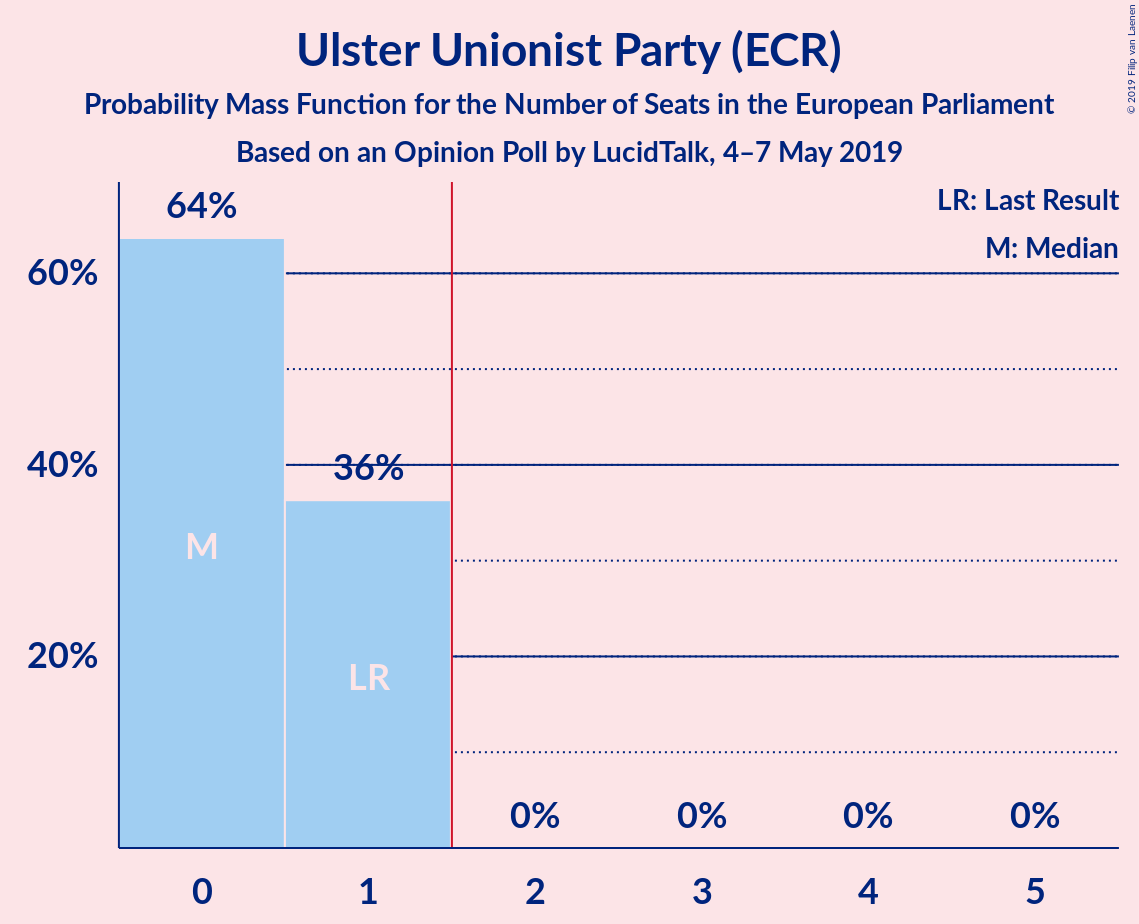 Ulster Unionist Party (ECR)
Probability Mass Function for the Number of Seats in the European Parliament
Based on an Opinion Poll by LucidTalk, 4–7 May 2019
© 2019 Filip van Laenen
LR: Last Result
M: Median
64%
60%
40%
36%
20%
M
LR
0%
0%
0%
0%
0
1
2
3
4
5